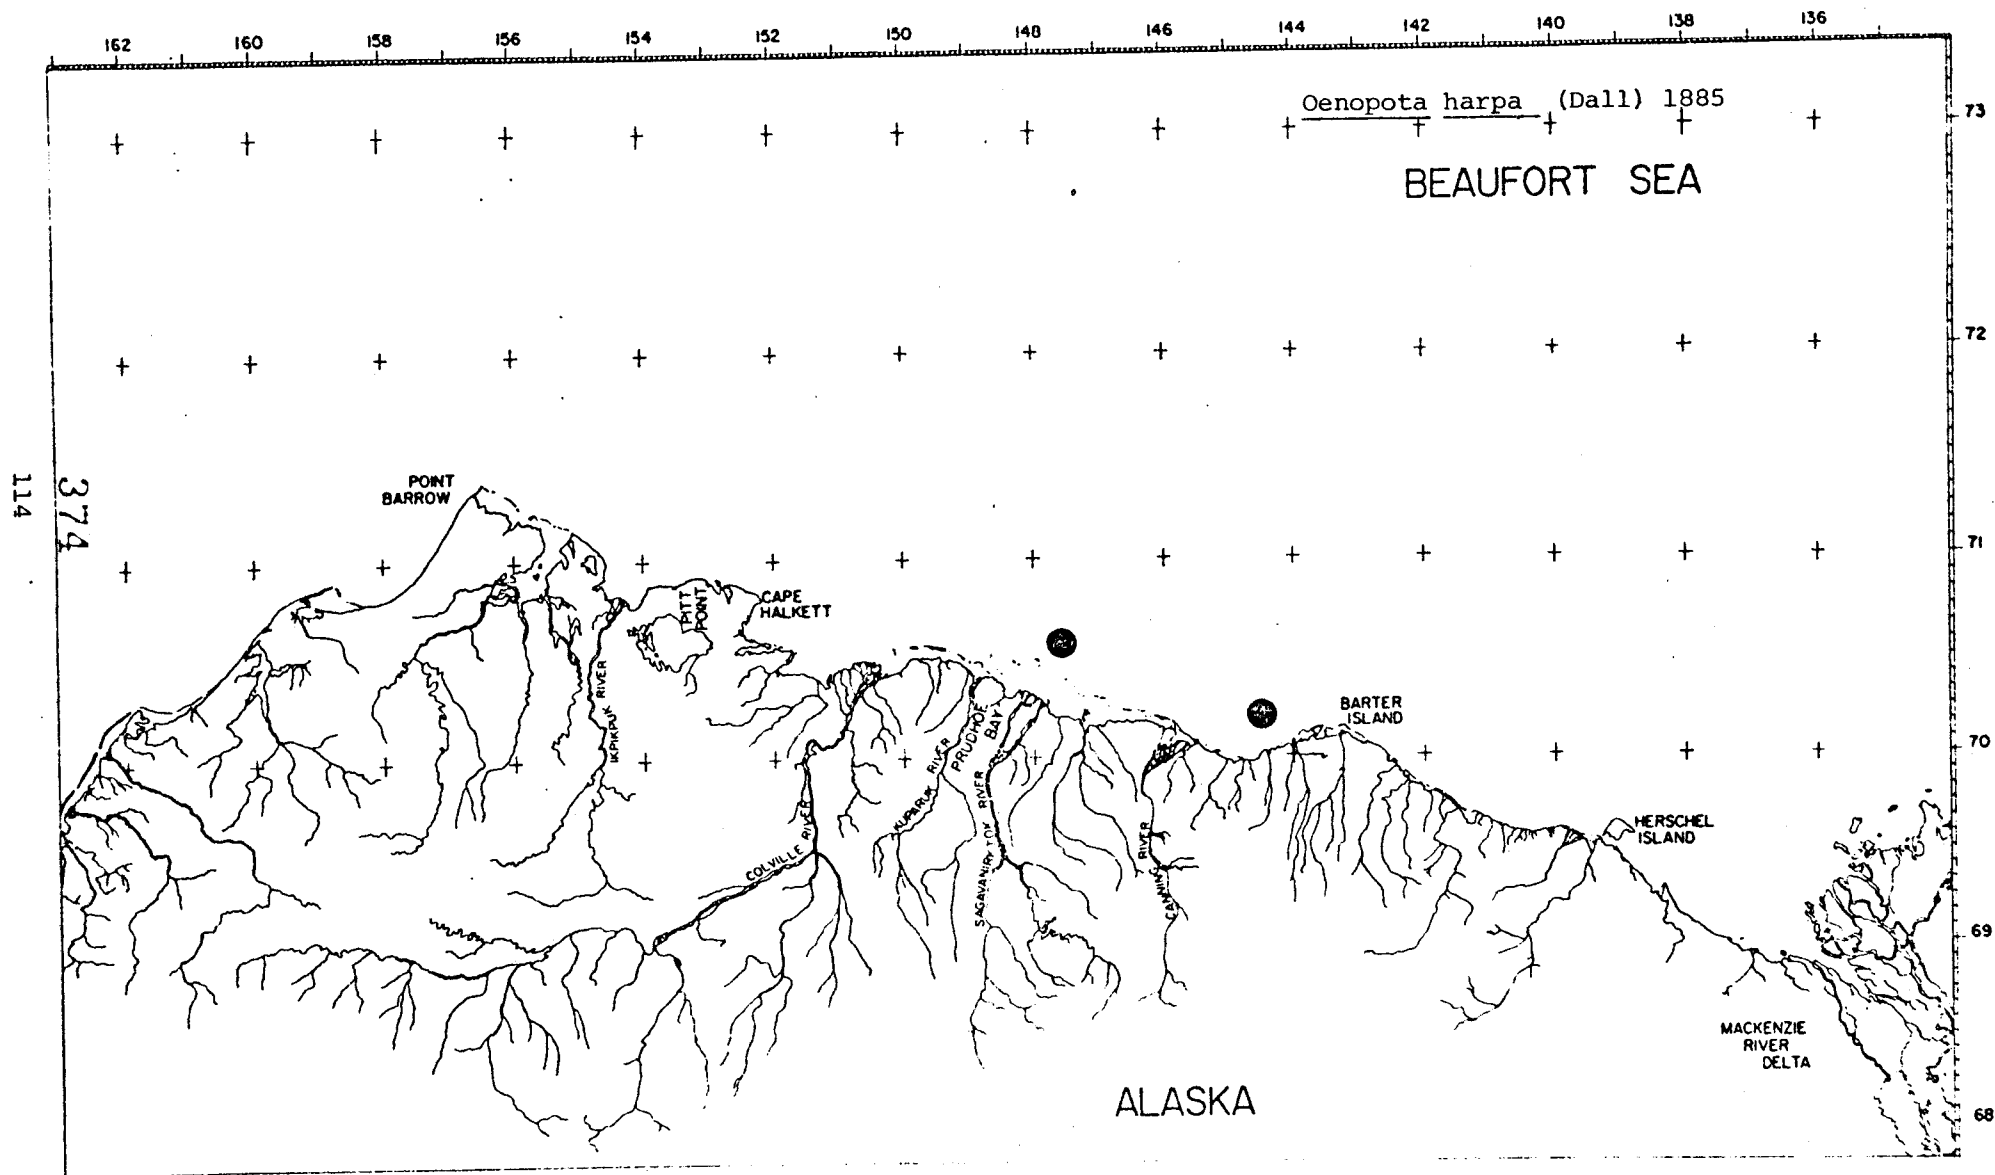 162 160 158 156 154 152 150 148 146 144 142 140 138 136
Oenopota harpa (Dall) 1885
73
BEAUFORT SEA
72
71
70
69
68
114
374
POINT
BARROW
PITT
POINT
CAPE
HALKETT
IKPIKPUK RIVER
COLVILLE RIVER
KUPARUK RIVER
PRUDHOE
BAY
SAGAVANIRKTOK RIVER
CANNING RIVER
BARTER
ISLAND
HERSCHEL
ISLAND
MACKENZIE
RIVER
DELTA
ALASKA